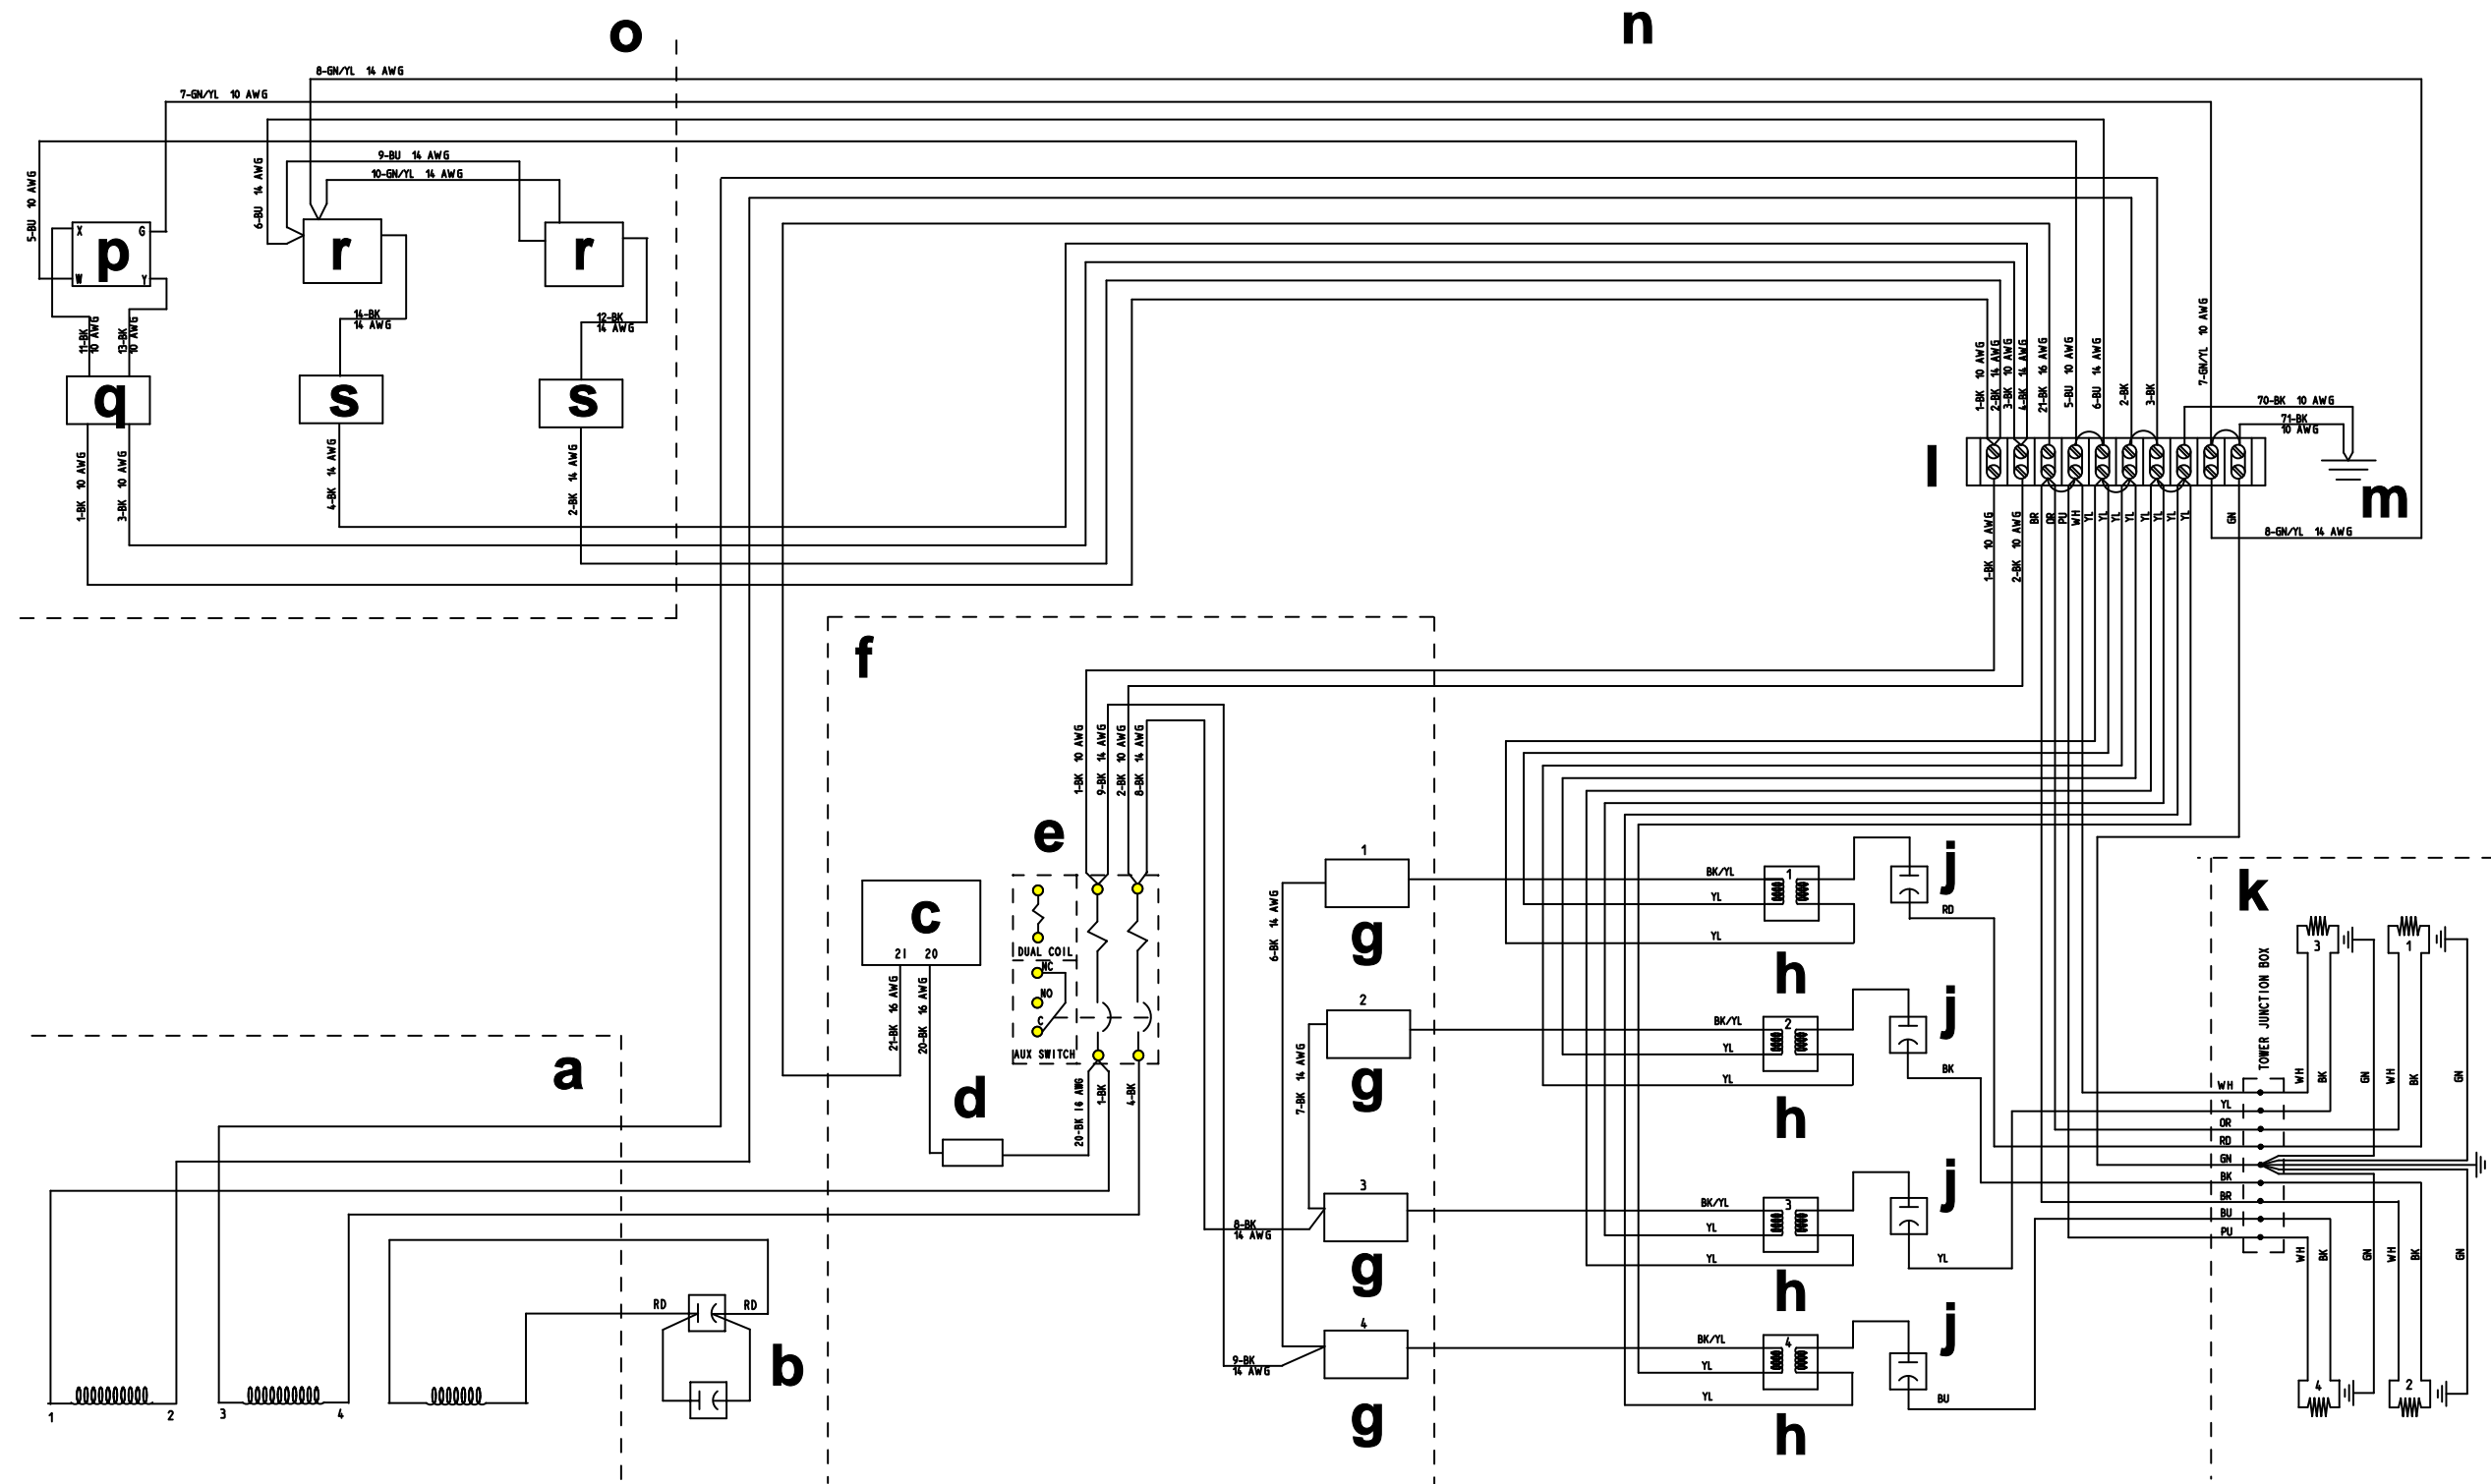 o
n
8-GN/YL 14 AWG
7-GN/YL 10 AWG
9-BU 14 AWG
10-GN/YL 14 AWG
5-BU 10 AWG
6-BU 14 AWG
X
G
W
Y
p
r
r
11-BK
10 AWG
13-BK
10 AWG
14-BK
14 AWG
12-BK
14 AWG
q
s
s
1-BK 10 AWG
3-BK 10 AWG
4-BK 14 AWG
2-BK 14 AWG
1-BK 10 AWG
2-BK 14 AWG
3-BK 10 AWG
4-BK 14 AWG
21-BK 16 AWG
5-BU 10 AWG
6-BU 14 AWG
2-BK
3-BK
7-GN/YL 10 AWG
70-BK 10 AWG
71-BK
10 AWG
l
m
1-BK 10 AWG
2-BK 10 AWG
BR
OR
PU
WH
YL
YL
YL
YL
YL
YL
YL
YL
GN
8-GN/YL 14 AWG
f
1-BK 10 AWG
9-BK 14 AWG
2-BK 10 AWG
8-BK 14 AWG
e
c
21 20
21-BK 16 AWG
20-BK 16 AWG
DUAL COIL
NC
NO
C
AUX SWITCH
d
20-BK 16 AWG
1-BK
4-BK
6-BK 14 AWG
7-BK 14 AWG
8-BK
14 AWG
9-BK
14 AWG
1
g
2
g
3
g
4
g
BK/YL
YL
YL
1
h
j
RD
BK/YL
YL
YL
2
h
j
BK
BK/YL
YL
YL
3
h
j
YL
BK/YL
YL
YL
4
h
j
BU
k
TOWER JUNCTION BOX
3
1
WH
BK
GN
WH
BK
GN
WH
YL
OR
RD
GN
BK
BR
BU
PU
WH
BK
GN
WH
BK
GN
4
2
a
RD
RD
b
1
2
3
4